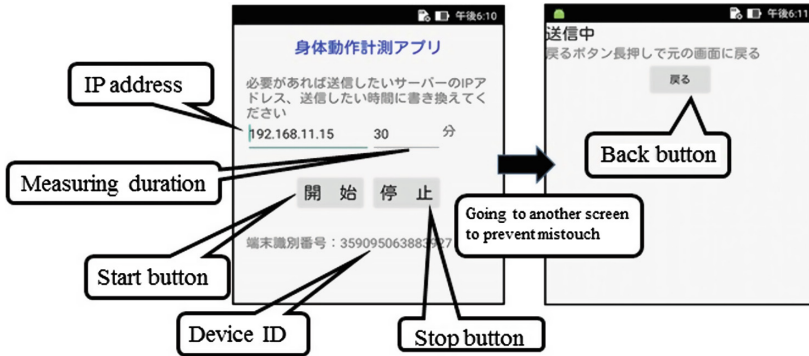 午後6:10
身体動作計測アプリ
必要があれば送信したいサーバーのIPア
ドレス、送信したい時間に書き換えてく
ださい
192.168.11.15 30 分
開 始 停 止
端末識別番号:359095063883927
IP address
Measuring duration
Start button
Device ID
Stop button
Going to another screen
to prevent mistouch
午後6:11
送信中
戻るボタン長押しで元の画面に戻る
戻る
Back button